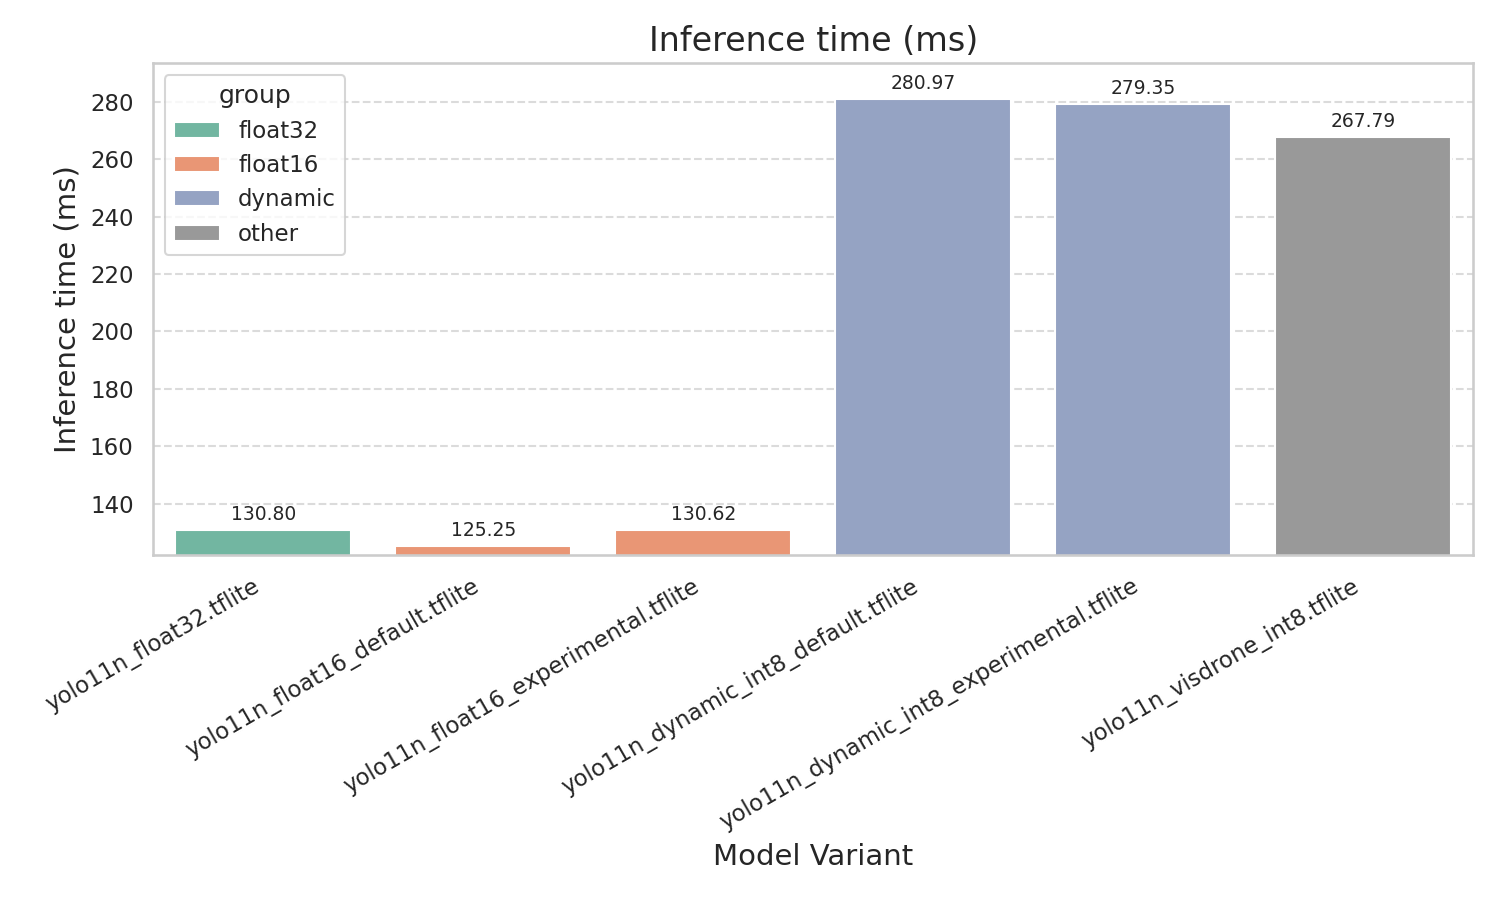 Inference time (ms)
group
float32
float16
dynamic
other
Inference time (ms)
280
260
240
220
200
180
160
140
130.80
125.25
130.62
280.97
279.35
267.79
yolo11n_float32.tflite
yolo11n_float16_default.tflite
yolo11n_float16_experimental.tflite
yolo11n_dynamic_int8_default.tflite
yolo11n_dynamic_int8_experimental.tflite
yolo11n_visdrone_int8.tflite
Model Variant